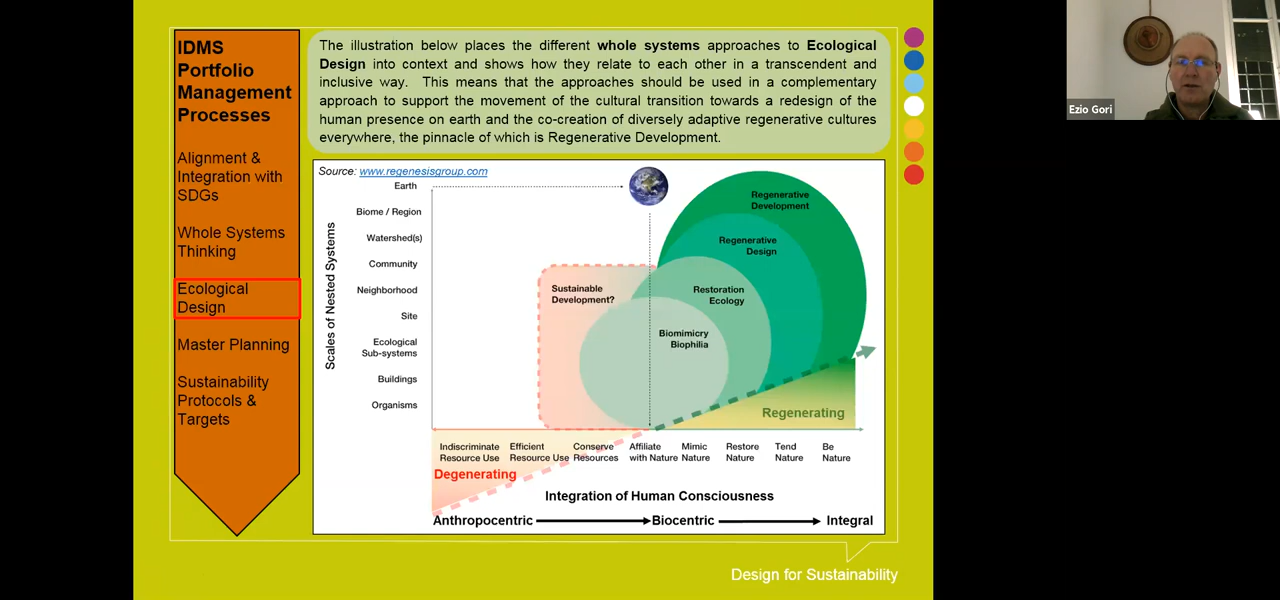 IDMS
Portfolio
Management
Processes
Alignment &
Integration with
SDGs
Whole Systems
Thinking
Ecological
Design
Master Planning
Sustainability
Protocols &
Targets
The illustration below places the different whole systems approaches to Ecological
Design into context and shows how they relate to each other in a transcendent and
inclusive way. This means that the approaches should be used in a complementary
approach to support the movement of the cultural transition towards a redesign of the
human presence on earth and the co-creation of diversely adaptive regenerative cultures
everywhere, the pinnacle of which is Regenerative Development.
Source: www.regenesisgroup.com
Scales of Nested Systems
Earth
Biome / Region
Watershed(s)
Community
Neighborhood
Site
Ecological
Sub-systems
Buildings
Organisms
Sustainable
Development?
Regenerative
Development
Regenerative
Design
Restoration
Ecology
Biomimicry
Biophilia
Regenerating
Indiscriminate
Resource Use
Efficient
Resource Use
Conserve
Resources
Affiliate
with Nature
Mimic
Nature
Restore
Nature
Tend
Nature
Be
Nature
Degenerating
Integration of Human Consciousness
Anthropocentric
Biocentric
Integral
Design for Sustainability
Ezio Gori